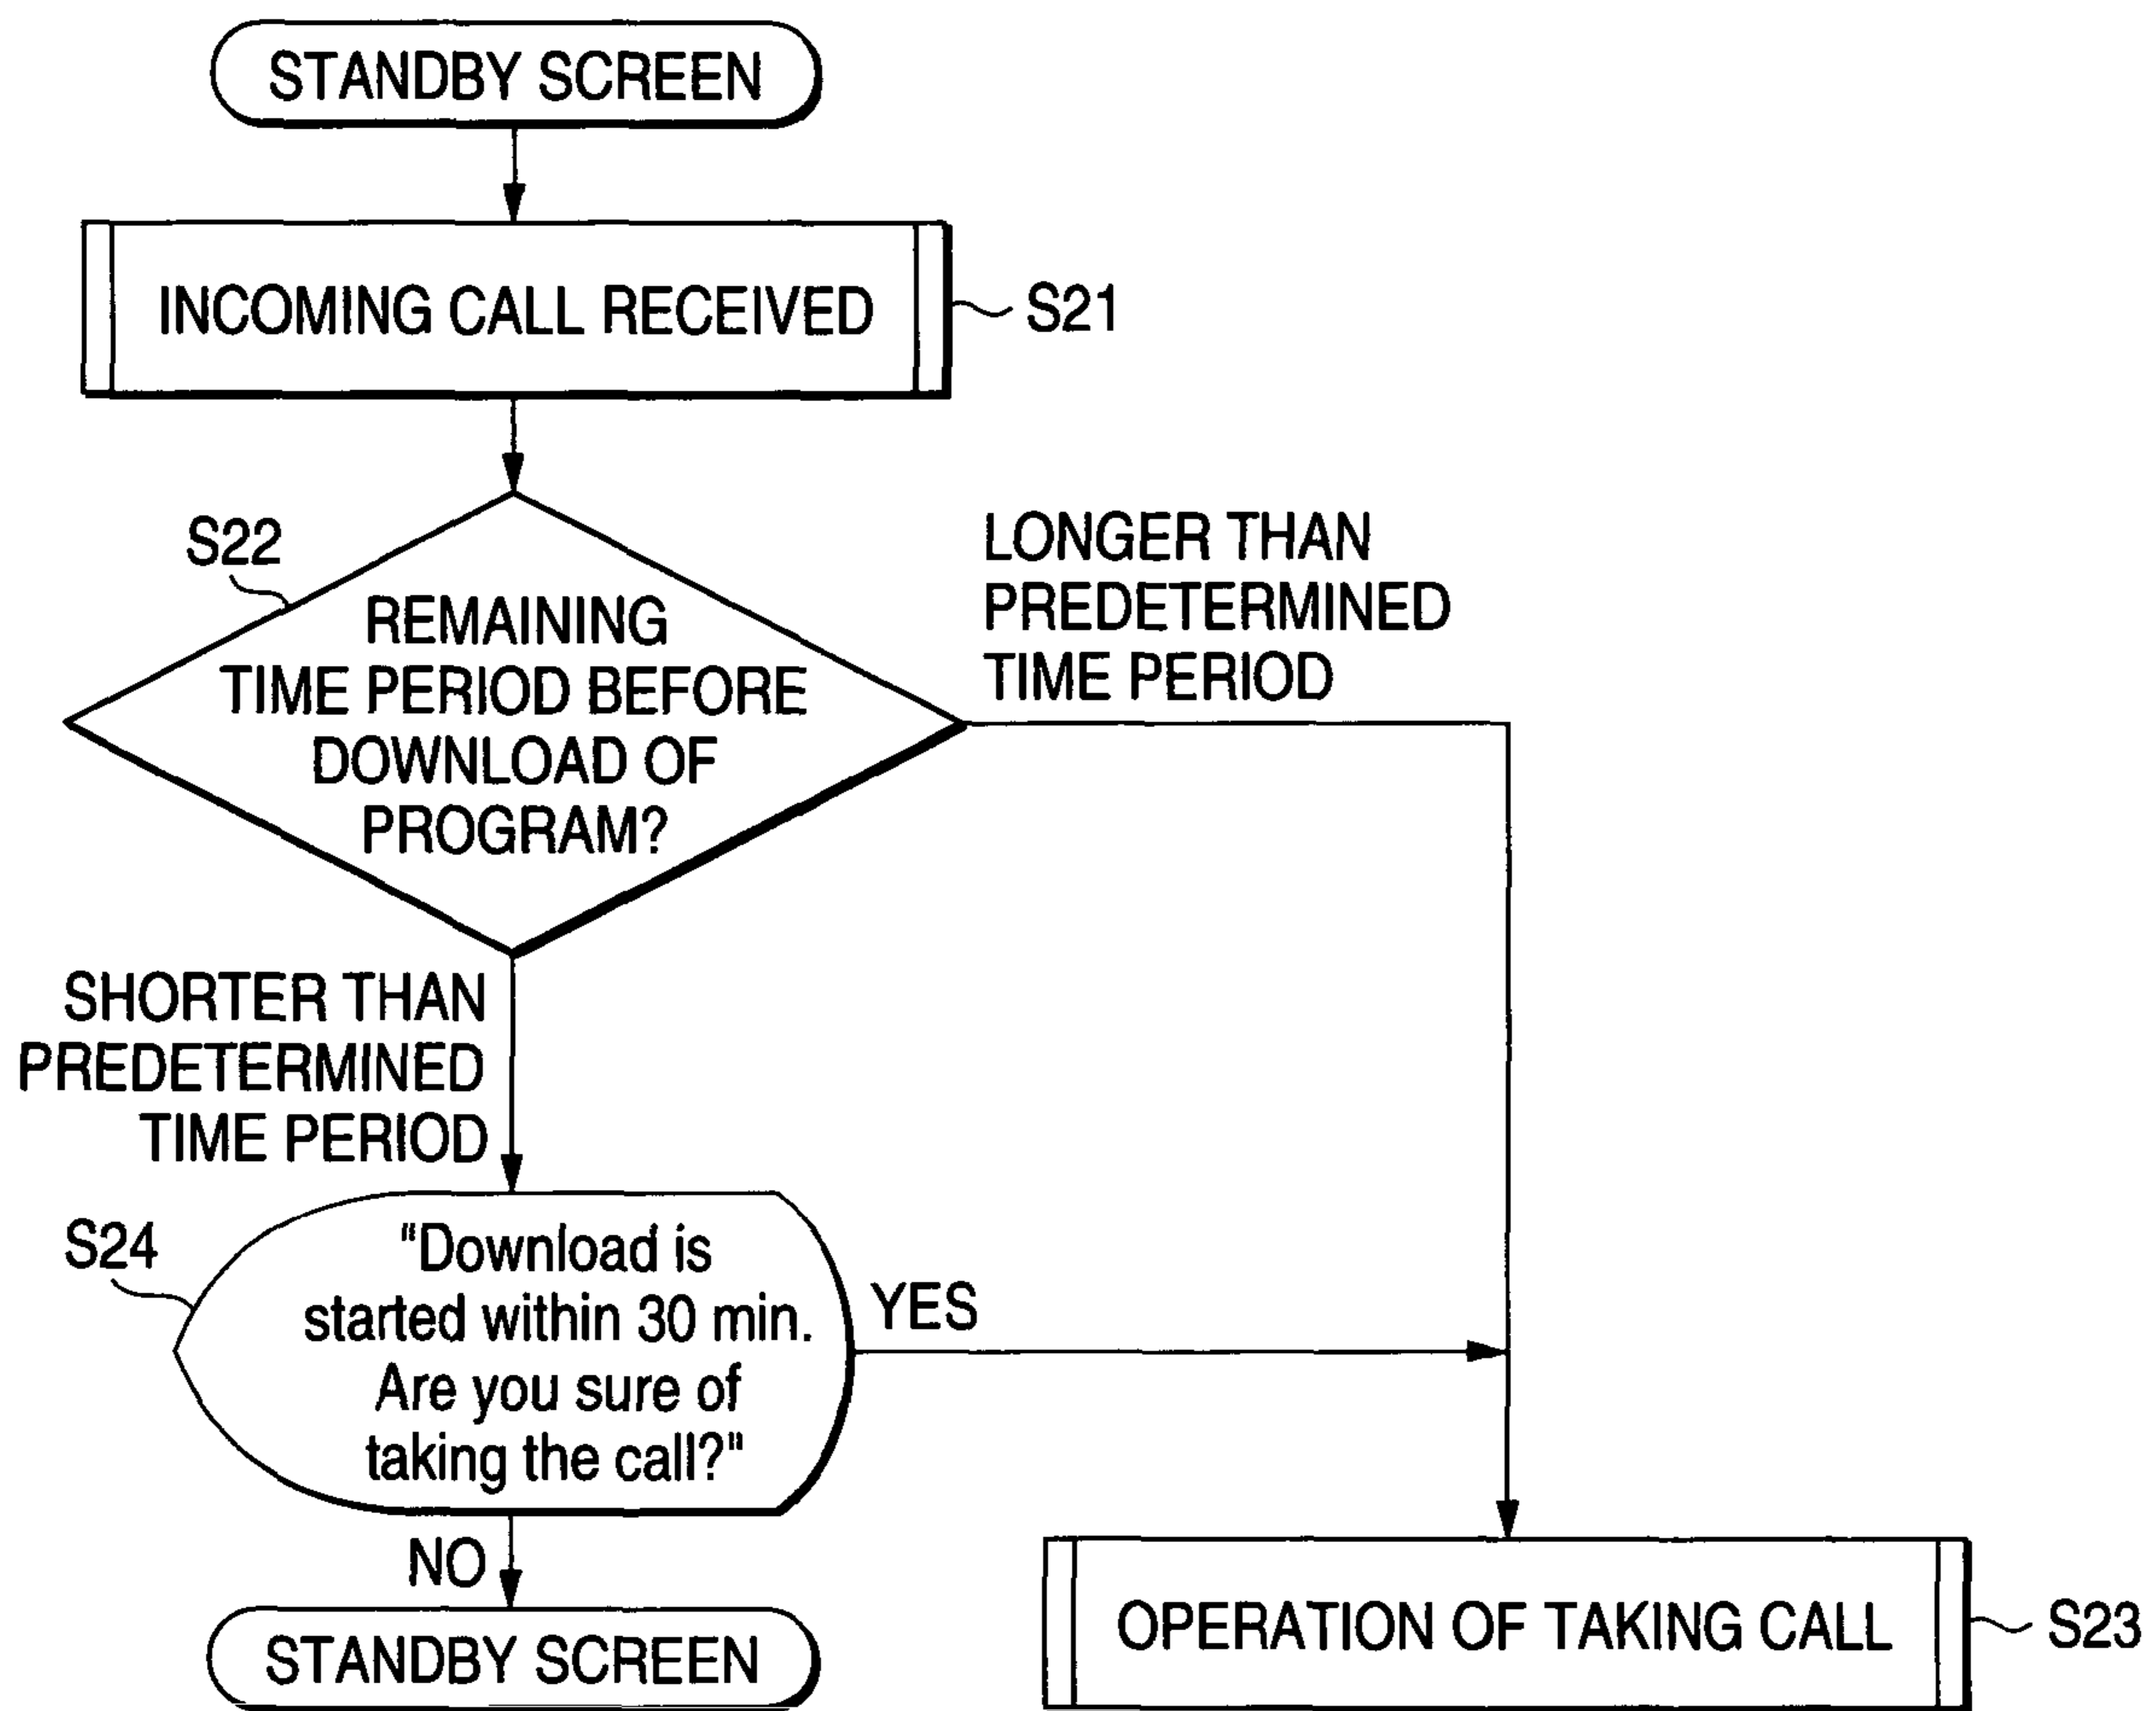 STANDBY SCREEN
INCOMING CALL RECEIVED
S21
S22
REMAINING
TIME PERIOD BEFORE
DOWNLOAD OF
PROGRAM?
LONGER THAN
PREDETERMINED
TIME PERIOD
SHORTER THAN
PREDETERMINED
TIME PERIOD
S24
"Download is
started within 30 min.
Are you sure of
taking the call?"
YES
NO
STANDBY SCREEN
OPERATION OF TAKING CALL
S23